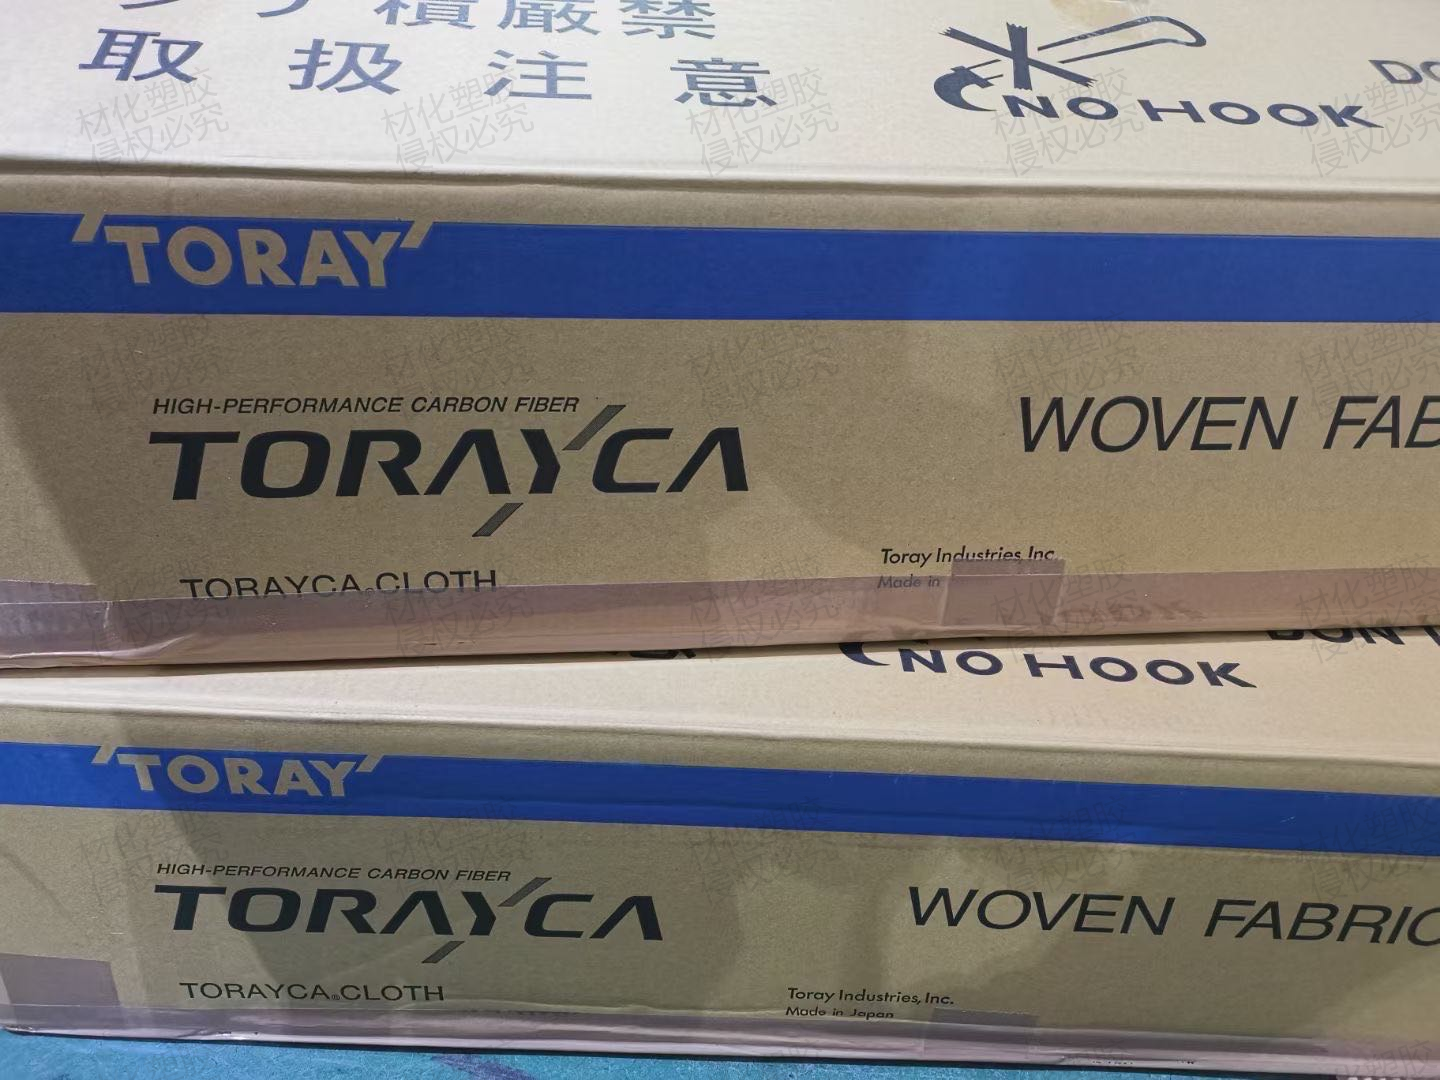 積厳禁
取扱注意
NO HOOK
'TORAY'
HIGH-PERFORMANCE CARBON FIBER
TORAYCA
WOVEN FAB
TORAYCA®CLOTH
Toray Industries, Inc.
Made in
NO HOOK
'TORAY'
HIGH-PERFORMANCE CARBON FIBER
TORAYCA
WOVEN FABRIC
TORAYCA®CLOTH
Toray Industries, Inc.
Made in Japan
材化塑胶
侵权必究